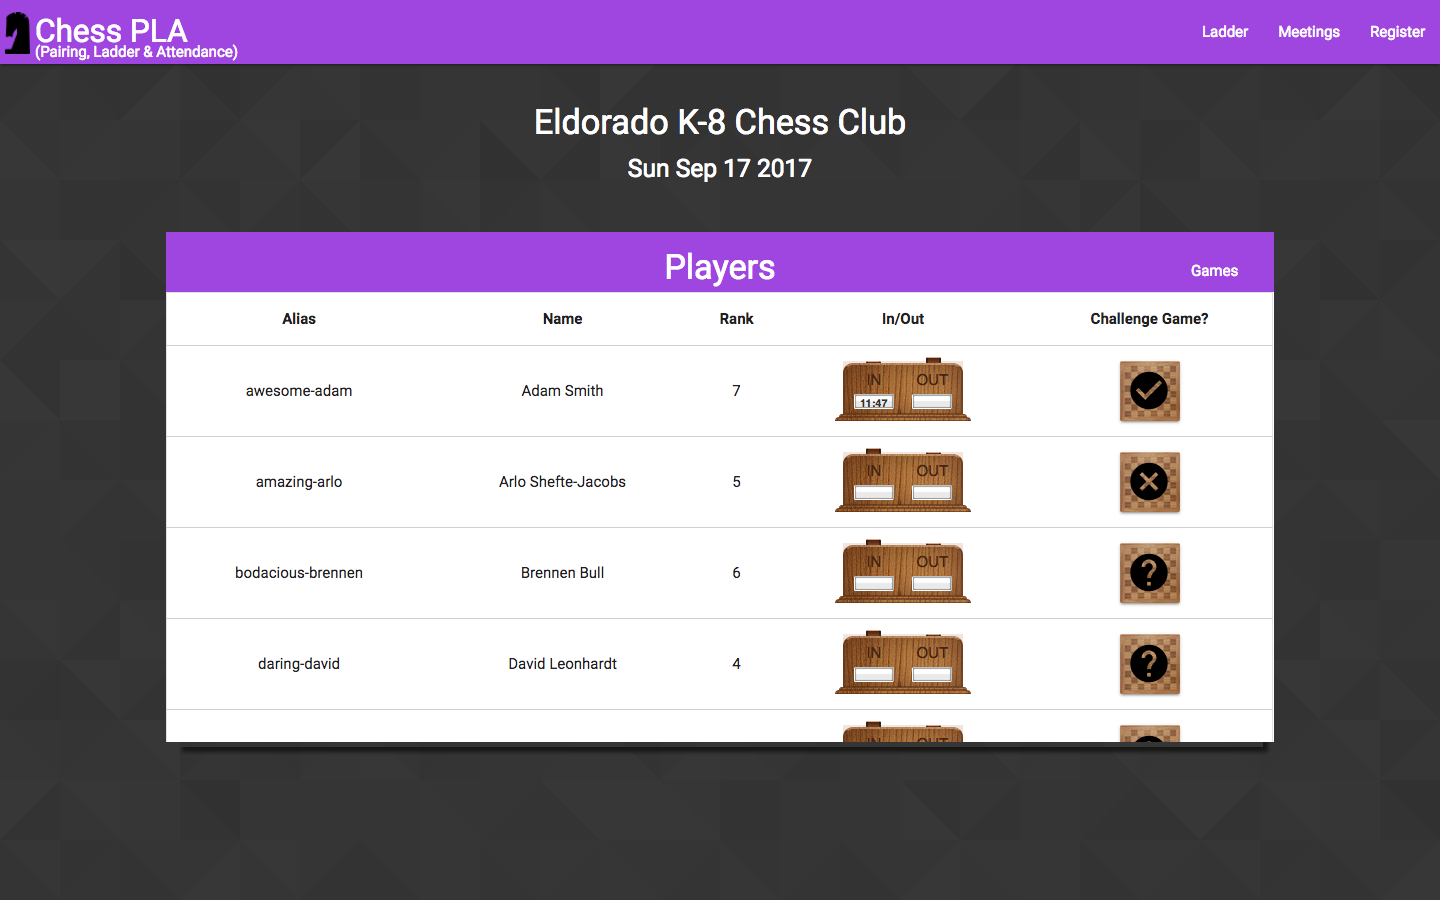 Chess PLA
(Pairing, Ladder & Attendance)
Ladder Meetings Register
Eldorado K-8 Chess Club
Sun Sep 17 2017
Players
Games
Alias Name Rank In/Out Challenge Game?
IN OUT
awesome-adam Adam Smith 7
11:47
IN OUT
amazing-arlo Arlo Shefte-Jacobs 5
IN OUT
bodacious-brennen Brennen Bull 6
?
IN OUT
daring-david David Leonhardt 4
?
IN OUT